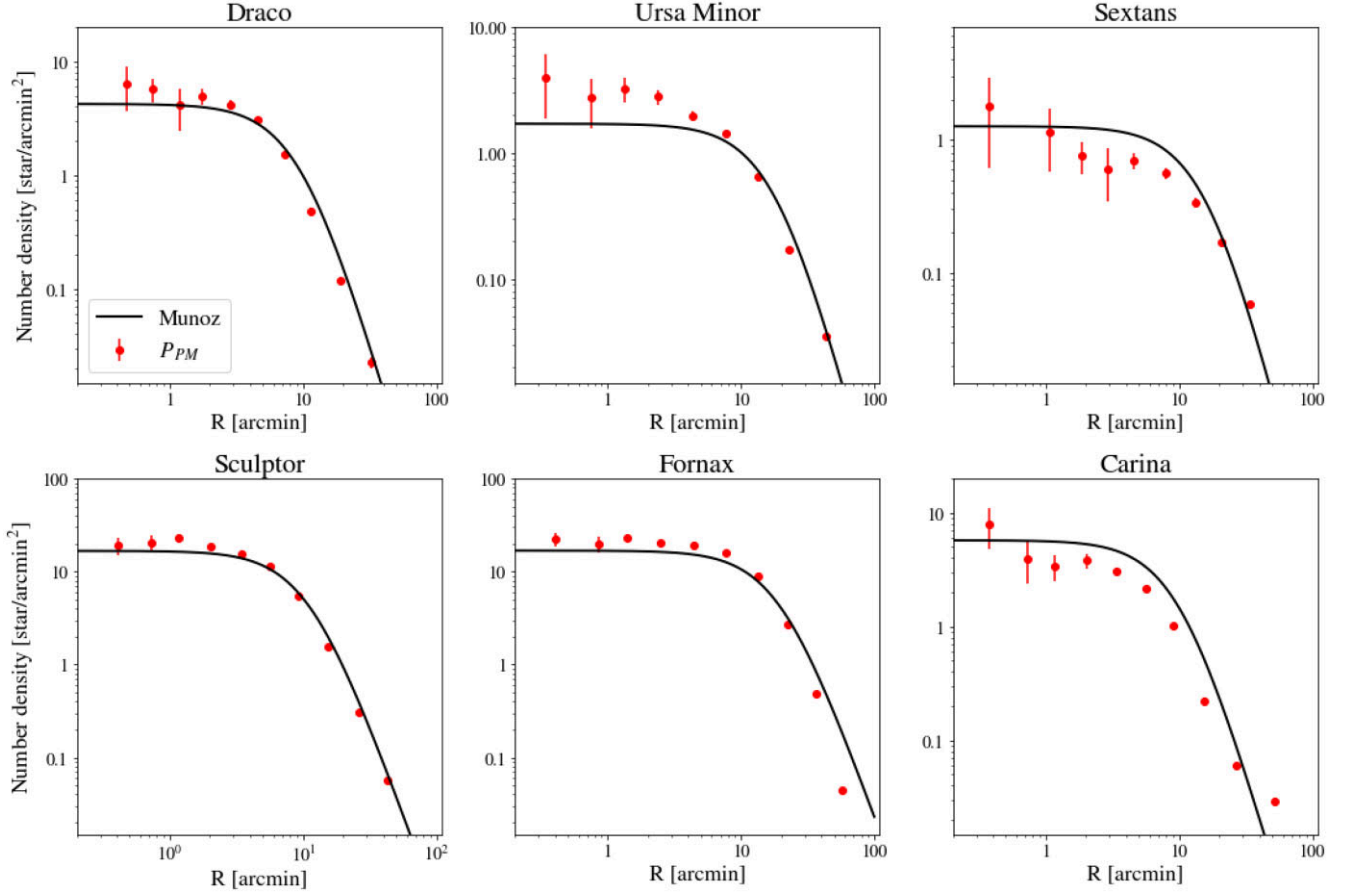 Draco
Ursa Minor
Sextans
Number density [star/arcmin²]
10
1
0.1
Munoz
P_PM
1
10
100
R [arcmin]
10.00
1.00
0.10
1
10
100
R [arcmin]
1
0.1
1
10
100
R [arcmin]
Sculptor
Fornax
Carina
Number density [star/arcmin²]
100
10
1
0.1
10⁰
10¹
10²
R [arcmin]
100
10
1
0.1
1
10
100
R [arcmin]
10
1
0.1
1
10
100
R [arcmin]